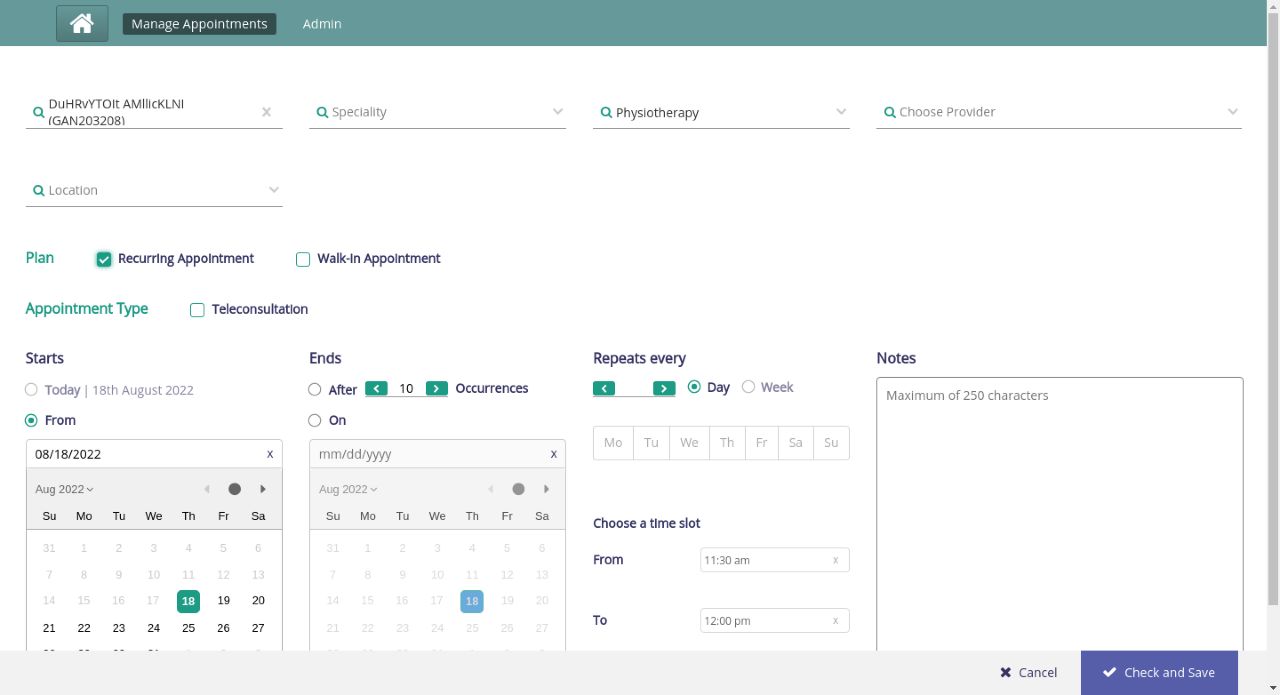 Manage Appointments Admin
DuHRvYTOIt AMllicKLNI
(GAN203208)
Speciality
Physiotherapy
Choose Provider
Location
Plan Recurring Appointment Walk-In Appointment
Appointment Type Teleconsultation
Starts Ends Repeats every Notes
Today | 18th August 2022 After 10 Occurrences Day Week Maximum of 250 characters
From On
08/18/2022 x mm/dd/yyyy x Mo Tu We Th Fr Sa Su
Aug 2022 Aug 2022
Su Mo Tu We Th Fr Sa Su Mo Tu We Th Fr Sa
Choose a time slot
31 1 2 3 4 5 6 31 1 2 3 4 5 6
From 11:30 am x
7 8 9 10 11 12 13 7 8 9 10 11 12 13
14 15 16 17 18 19 20 14 15 16 17 18 19 20
To 12:00 pm x
21 22 23 24 25 26 27 21 22 23 24 25 26 27
Cancel Check and Save